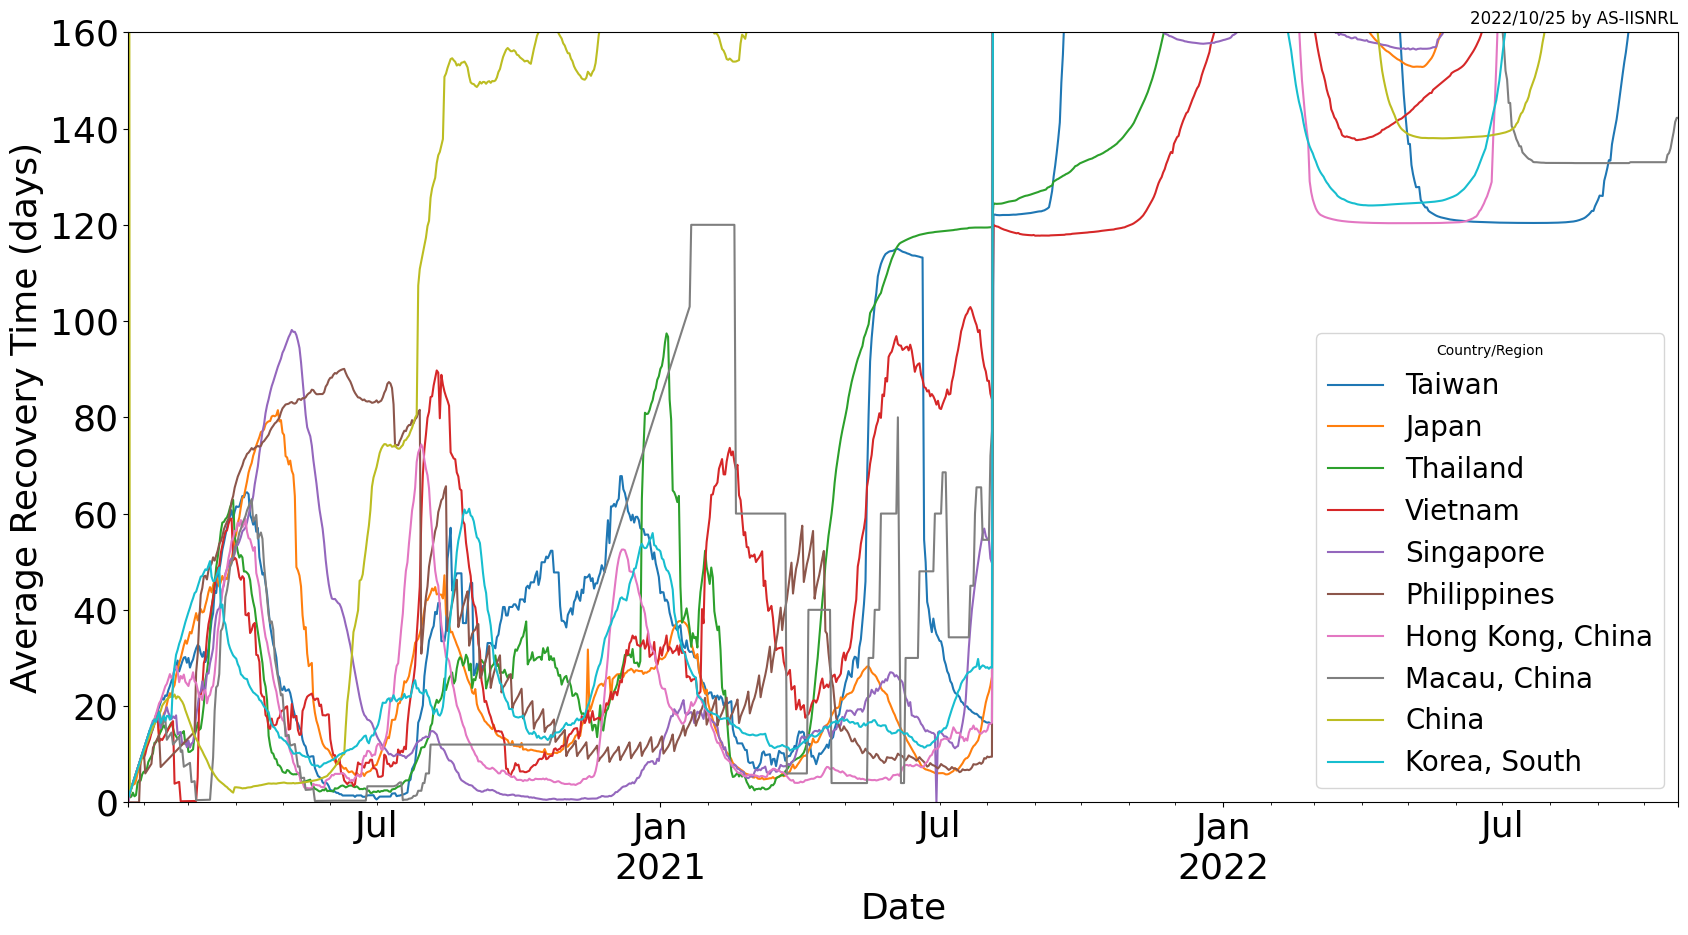 2022/10/25 by AS-IISNRL
160
140
120
100
80
60
40
20
0
Average Recovery Time (days)
Country/Region
Taiwan
Japan
Thailand
Vietnam
Singapore
Philippines
Hong Kong, China
Macau, China
China
Korea, South
Jul
Jan
2021
Jul
Jan
2022
Jul
Date